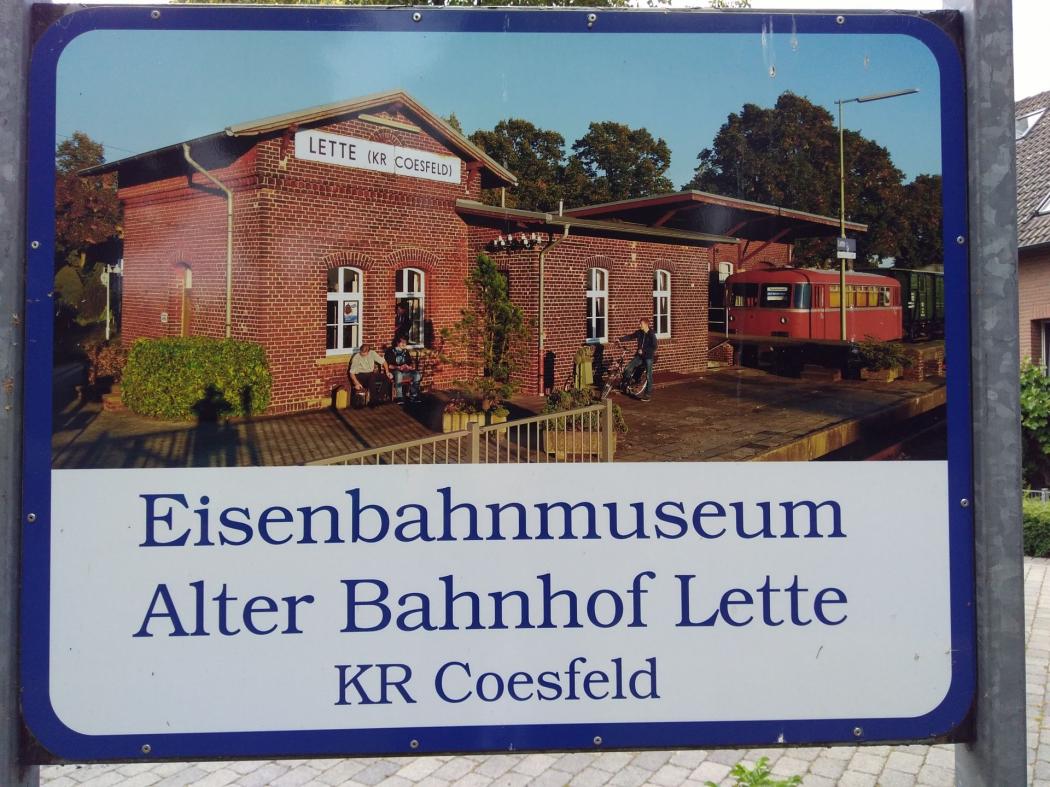 LETTE (KR COESFELD)
Eisenbahnmuseum
Alter Bahnhof Lette
KR Coesfeld